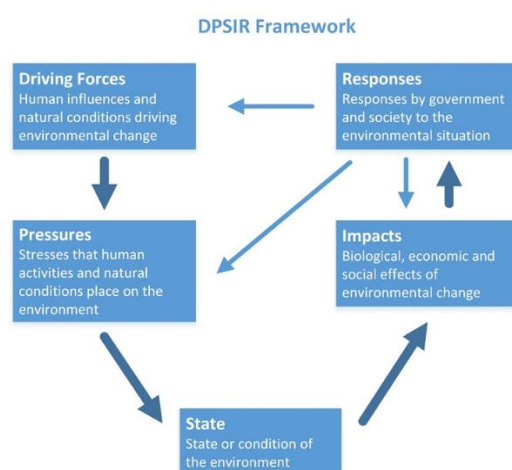 DPSIR Framework
Driving Forces
Human influences and
natural conditions driving
environmental change
Responses
Responses by government
and society to the
environmental situation
Pressures
Stresses that human
activities and natural
conditions place on the
environment
Impacts
Biological, economic and
social effects of
environmental change
State
State or condition of
the environment